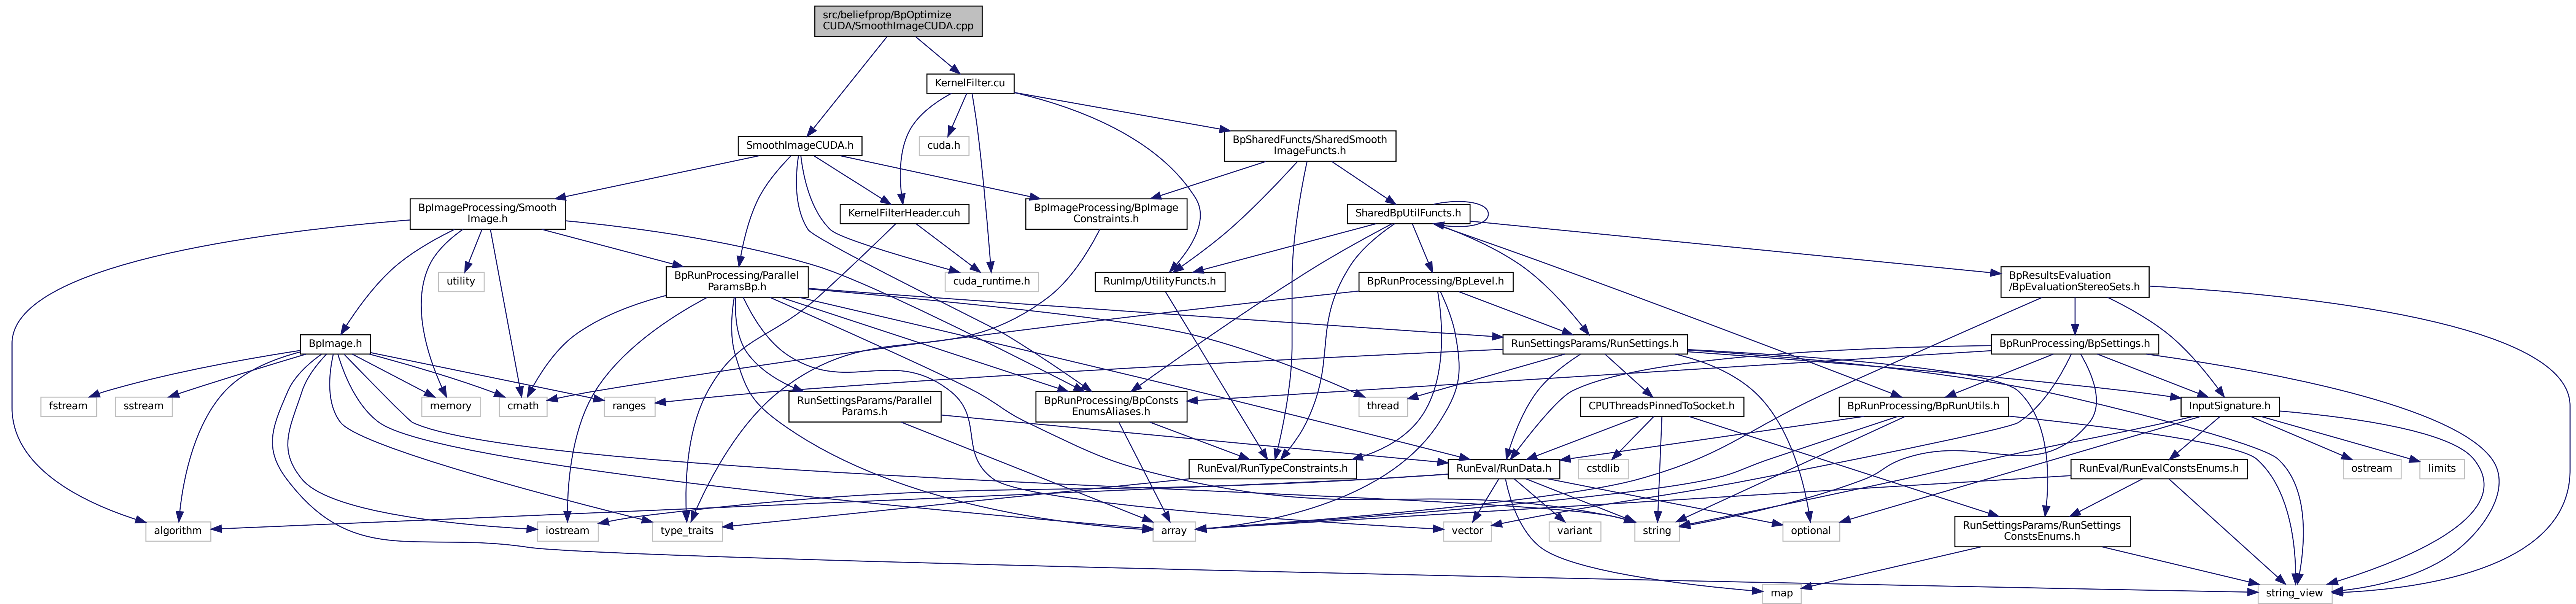 src/beliefprop/BpOptimize
CUDA/SmoothImageCUDA.cpp
KernelFilter.cu
SmoothImageCUDA.h
cuda.h
BpSharedFuncts/SharedSmooth
ImageFuncts.h
BpImageProcessing/Smooth
Image.h
KernelFilterHeader.cuh
BpImageProcessing/BpImage
Constraints.h
SharedBpUtilFuncts.h
utility
BpRunProcessing/Parallel
ParamsBp.h
cuda_runtime.h
RunImp/UtilityFuncts.h
BpRunProcessing/BpLevel.h
BpResultsEvaluation
/BpEvaluationStereoSets.h
BpImage.h
RunSettingsParams/RunSettings.h
BpRunProcessing/BpSettings.h
fstream
sstream
memory
cmath
ranges
RunSettingsParams/Parallel
Params.h
BpRunProcessing/BpConsts
EnumsAliases.h
thread
CPUThreadsPinnedToSocket.h
BpRunProcessing/BpRunUtils.h
InputSignature.h
RunEval/RunTypeConstraints.h
RunEval/RunData.h
cstdlib
RunEval/RunEvalConstsEnums.h
ostream
limits
algorithm
iostream
type_traits
array
vector
variant
string
optional
RunSettingsParams/RunSettings
ConstsEnums.h
map
string_view